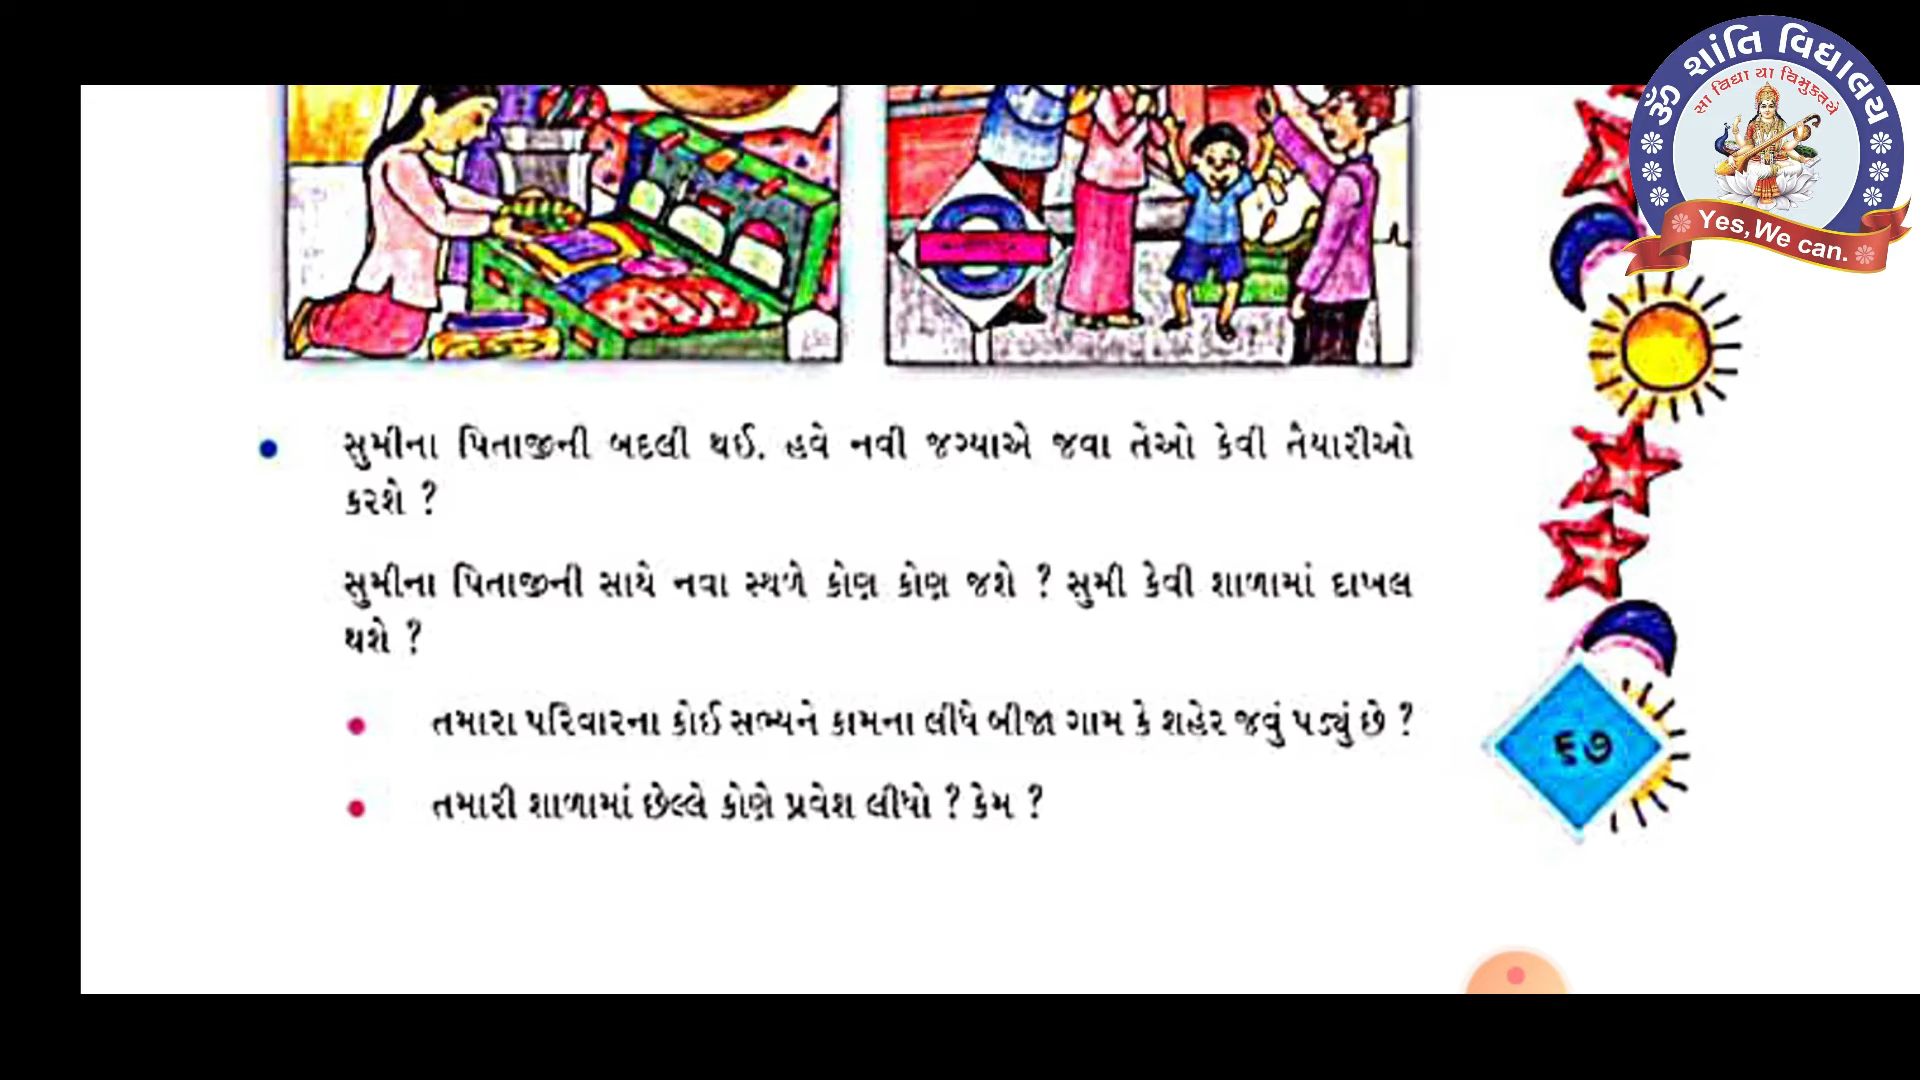 ૐ શાંતિ વિદ્યાલય
સા વિદ્યા યા વિમુક્તયે
Yes,We can.
સુમીના પિતાજીની બદલી થઈ. હવે નવી જગ્યાએ જવા તેઓ કેવી તૈયારીઓ
કરશે ?
સુમીના પિતાજીની સાથે નવા સ્થળે કોણ કોણ જશે ? સુમી કેવી શાળામાં દાખલ
થશે ?
તમારા પરિવારના કોઈ સભ્યને કામના લીધે બીજા ગામ કે શહેર જવું પડ્યું છે ?
તમારી શાળામાં છેલ્લે કોણે પ્રવેશ લીધો ? કેમ ?
૬૭